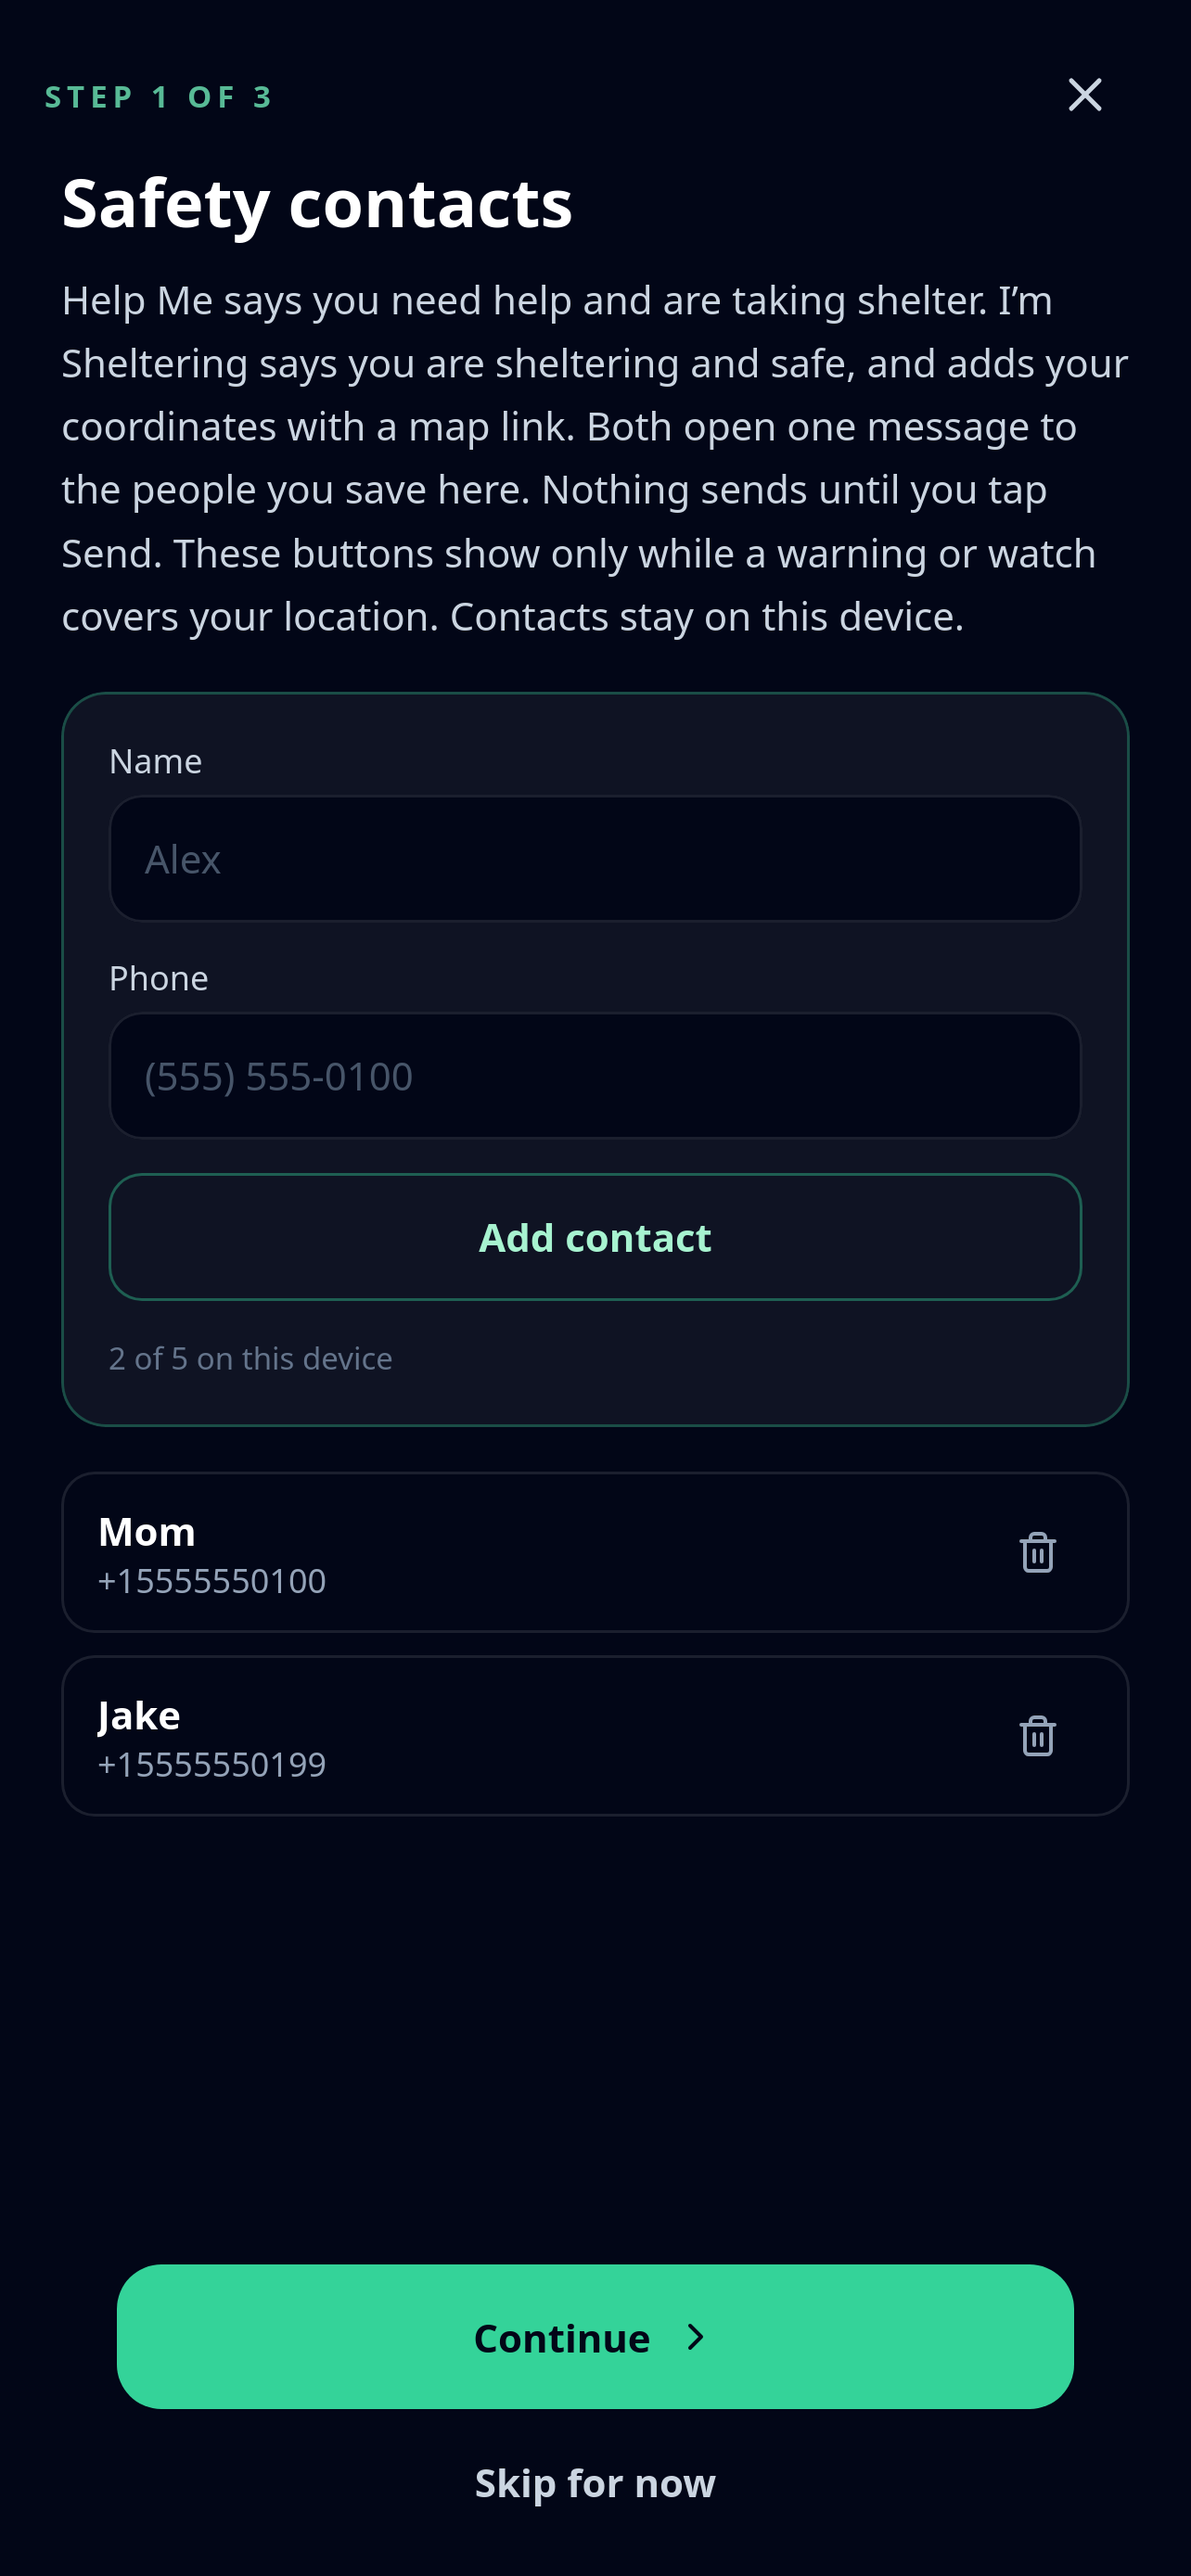 STEP 1 OF 3
Safety contacts
Help Me says you need help and are taking shelter. I’m
Sheltering says you are sheltering and safe, and adds your
coordinates with a map link. Both open one message to
the people you save here. Nothing sends until you tap
Send. These buttons show only while a warning or watch
covers your location. Contacts stay on this device.
Name
Alex
Phone
(555) 555-0100
Add contact
2 of 5 on this device
Mom
+15555550100
Jake
+15555550199
Continue
Skip for now